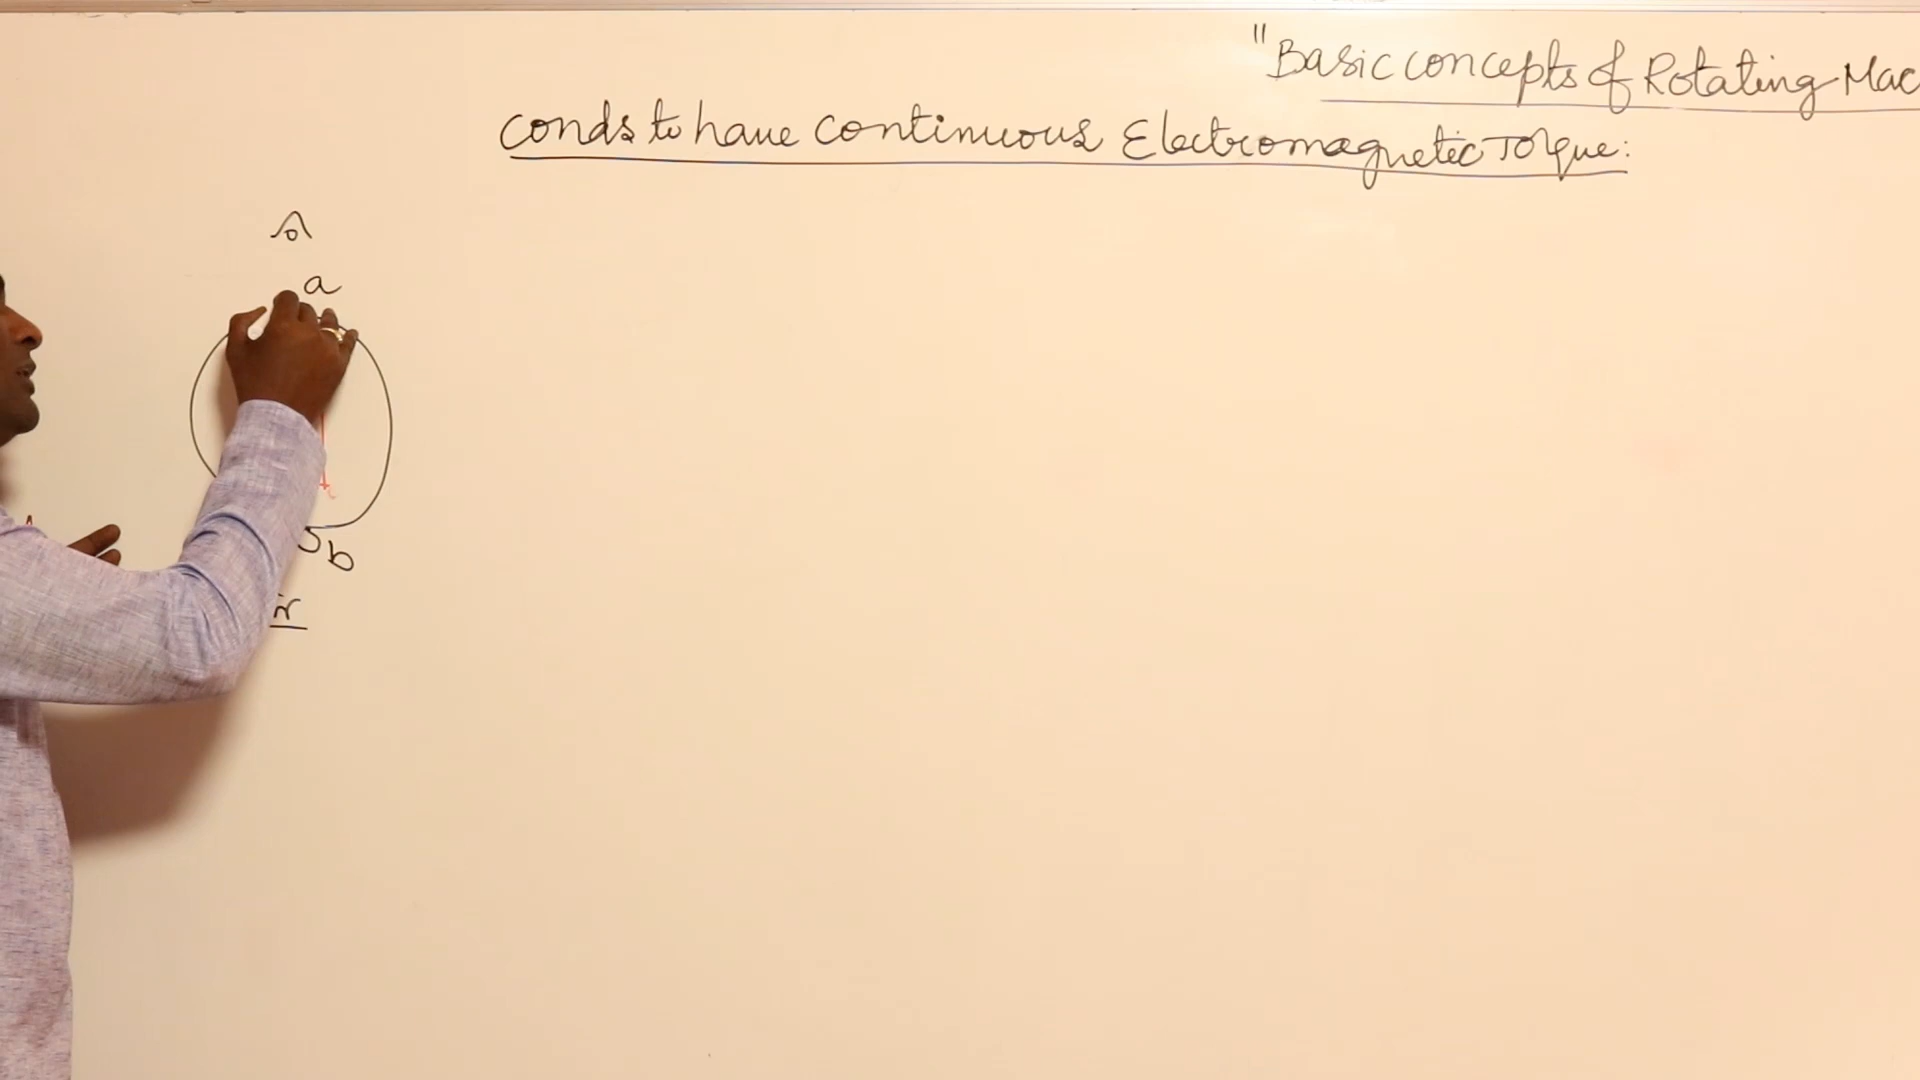 "Basic concepts of Rotating Mac
conds to have continuous Electromagnetic Torque:
a
b